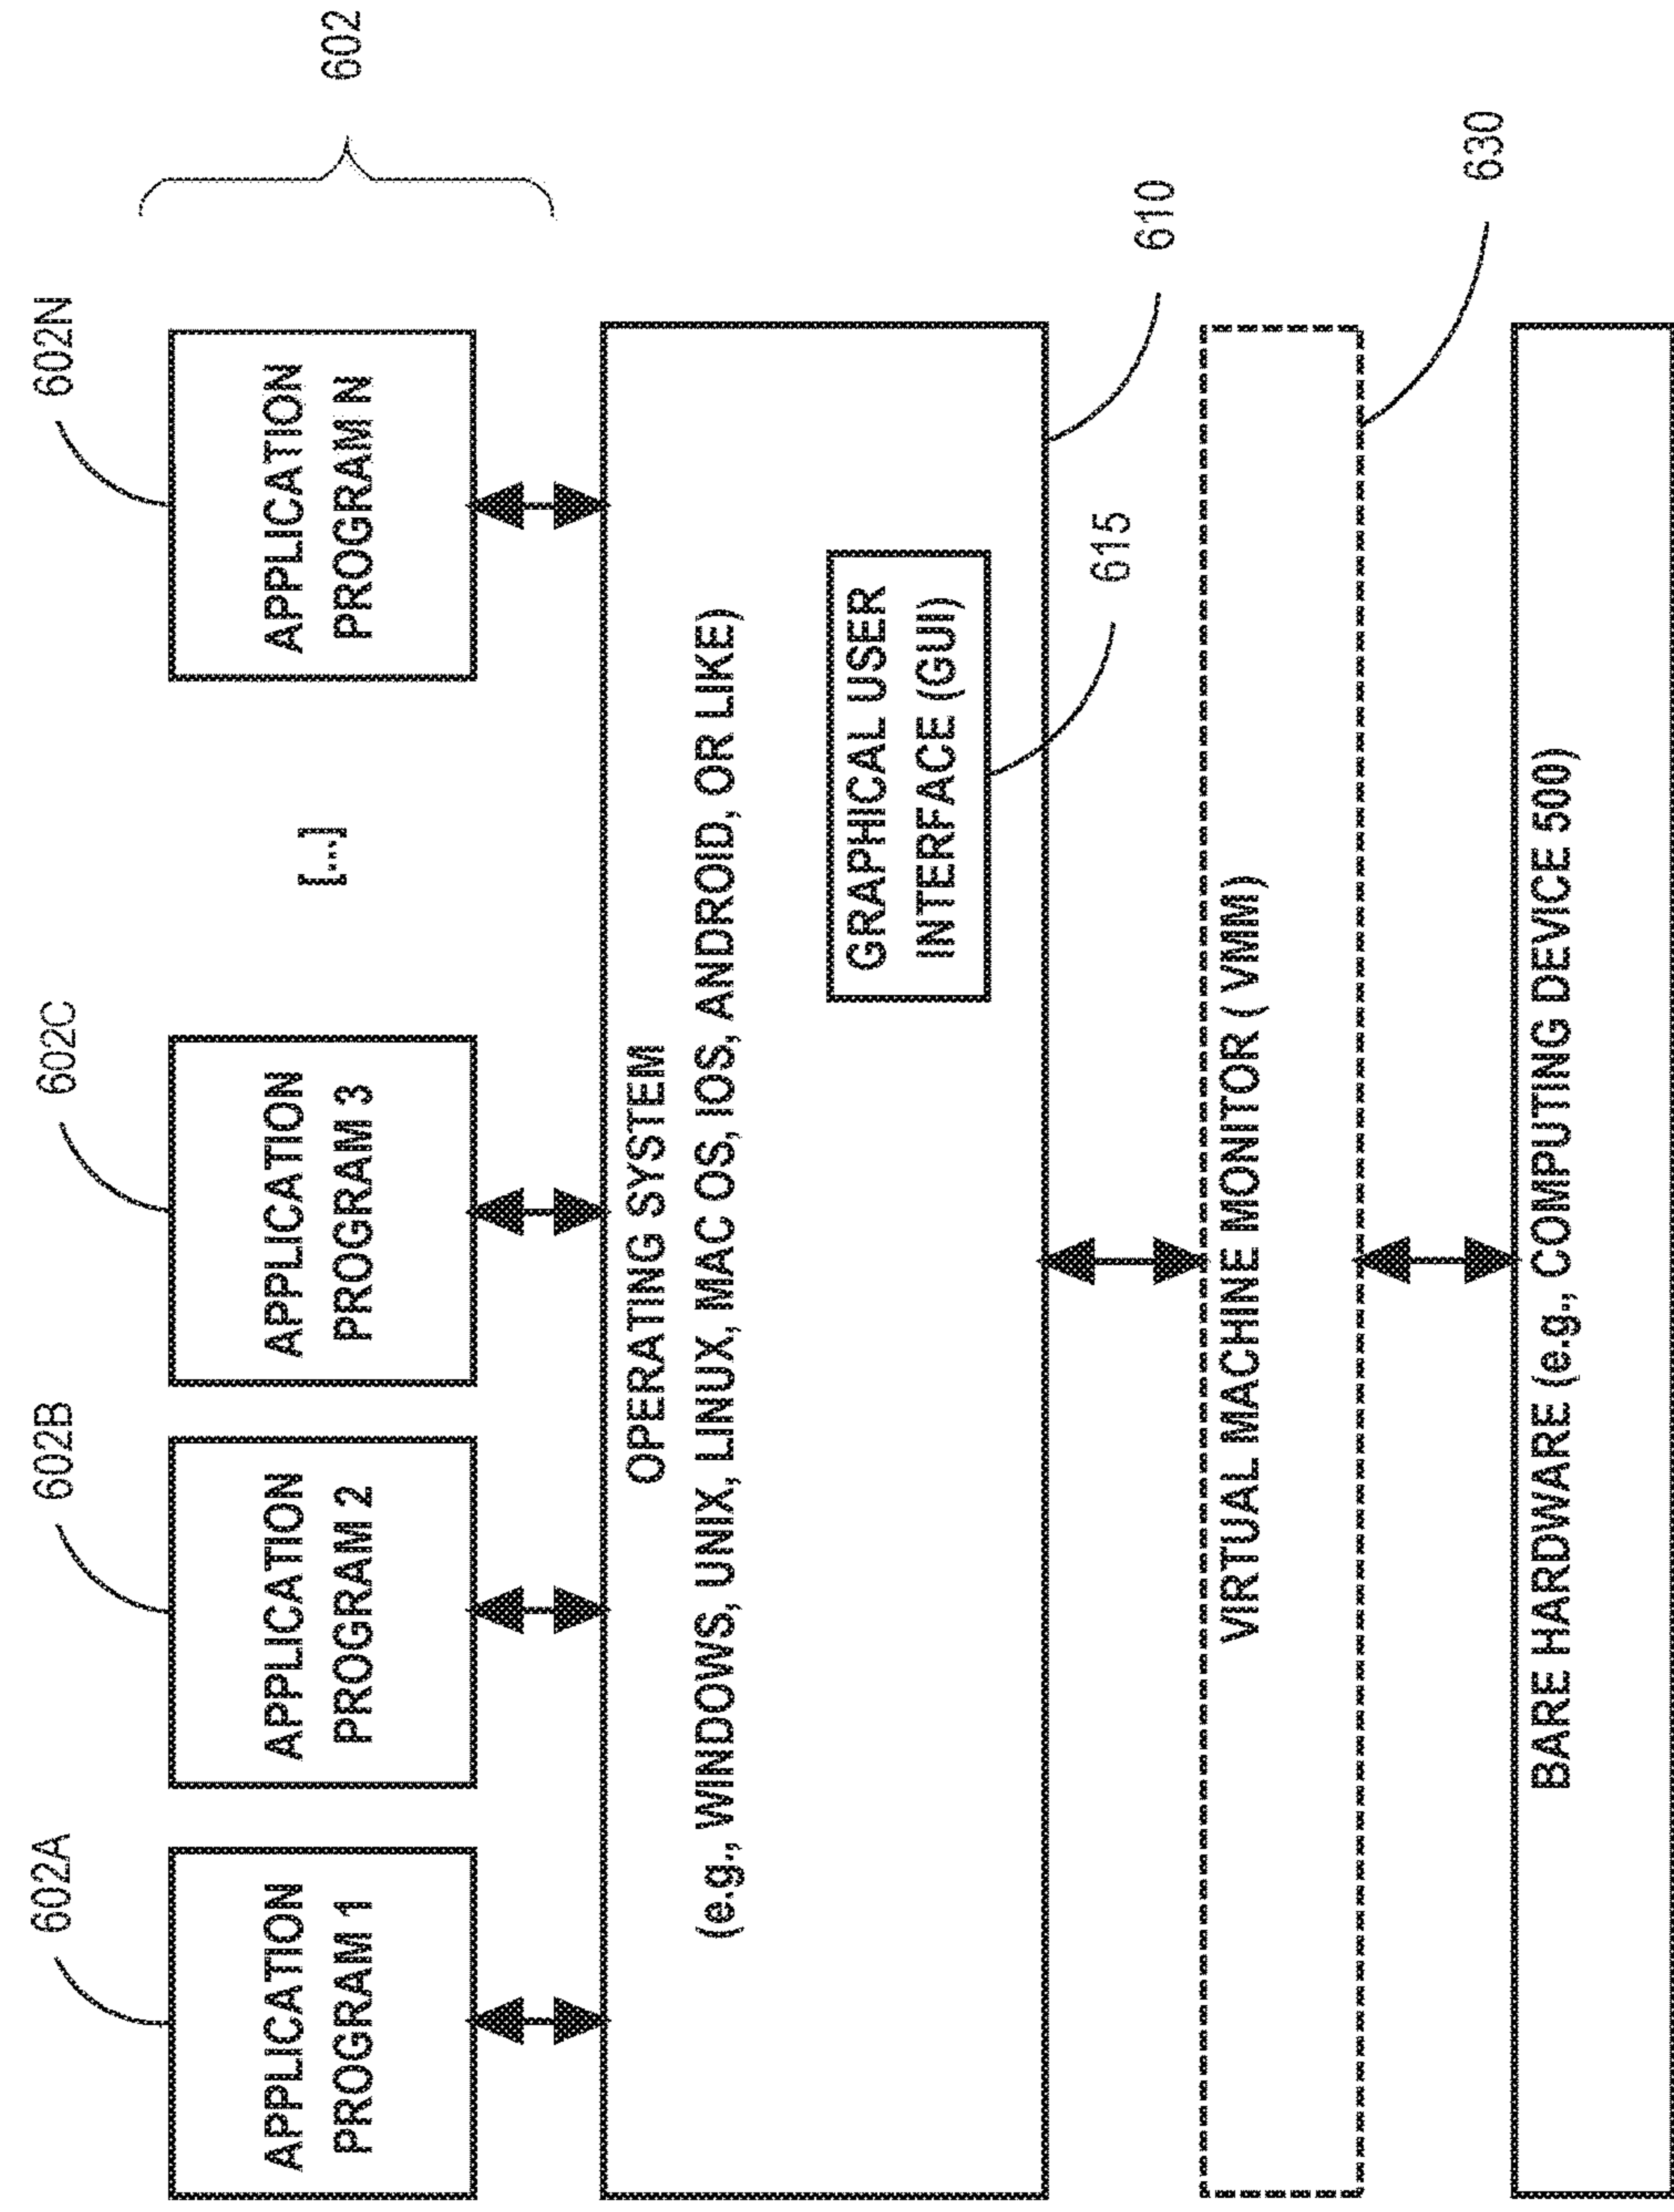 602
602A
602B
602C
602N
APPLICATION
PROGRAM 1
APPLICATION
PROGRAM 2
APPLICATION
PROGRAM 3
[...]
APPLICATION
PROGRAM N
OPERATING SYSTEM
(e.g., WINDOWS, UNIX, LINUX, MAC OS, IOS, ANDROID, OR LIKE)
GRAPHICAL USER
INTERFACE (GUI)
610
615
VIRTUAL MACHINE MONITOR ( VMM)
630
BARE HARDWARE (e.g., COMPUTING DEVICE 500)